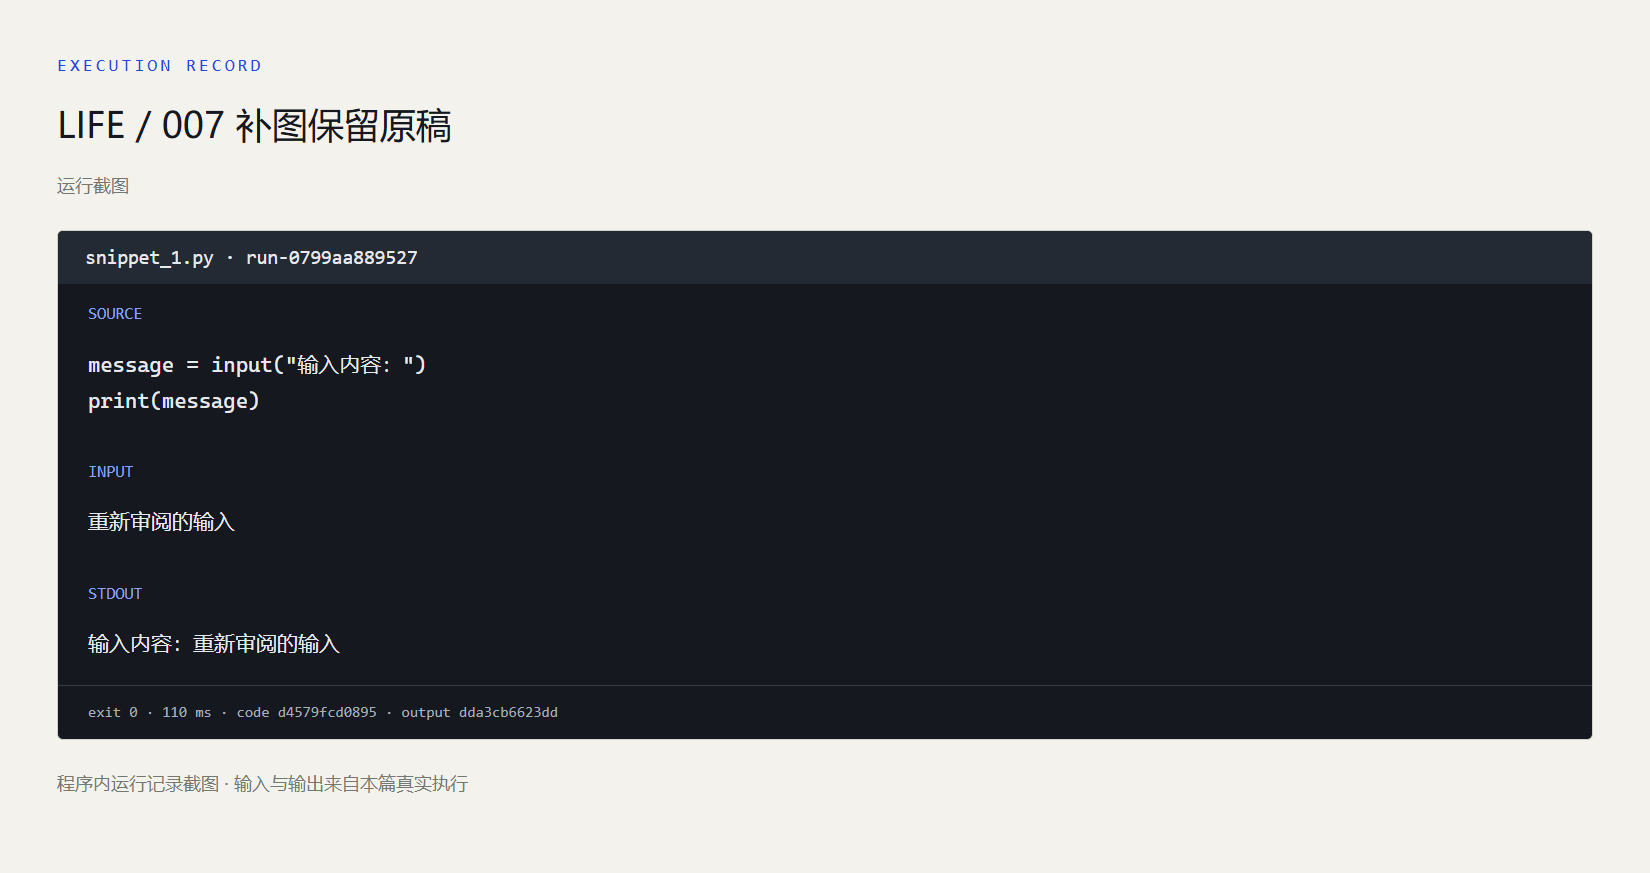 EXECUTION RECORD
LIFE / 007 补图保留原稿
运行截图
snippet_1.py · run-0799aa889527
SOURCE
message = input("输入内容：")
print(message)
INPUT
重新审阅的输入
STDOUT
输入内容：重新审阅的输入
exit 0 · 110 ms · code d4579fcd0895 · output dda3cb6623dd
程序内运行记录截图 · 输入与输出来自本篇真实执行